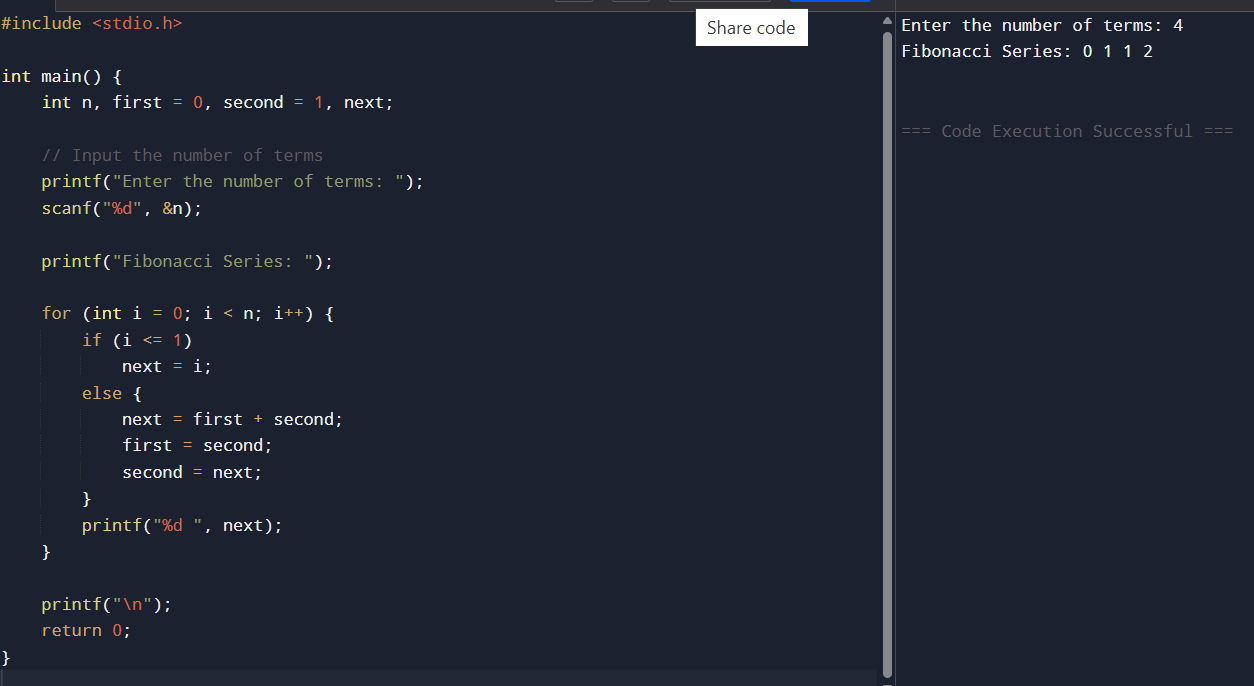 Share code
#include <stdio.h>

int main() {
    int n, first = 0, second = 1, next;

    // Input the number of terms
    printf("Enter the number of terms: ");
    scanf("%d", &n);

    printf("Fibonacci Series: ");

    for (int i = 0; i < n; i++) {
        if (i <= 1)
            next = i;
        else {
            next = first + second;
            first = second;
            second = next;
        }
        printf("%d ", next);
    }

    printf("\n");
    return 0;
}
Enter the number of terms: 4
Fibonacci Series: 0 1 1 2
=== Code Execution Successful ===